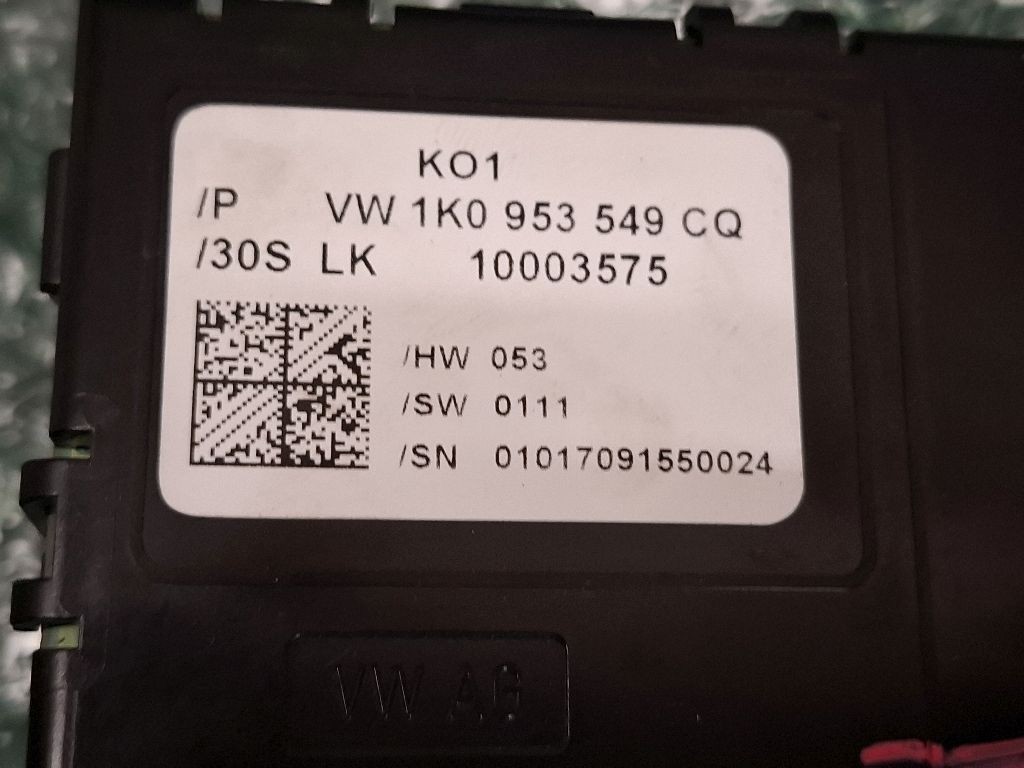 KO1
/P VW 1K0 953 549 CQ
/30S LK 10003575
/HW 053
/SW 0111
/SN 01017091550024
VW AG